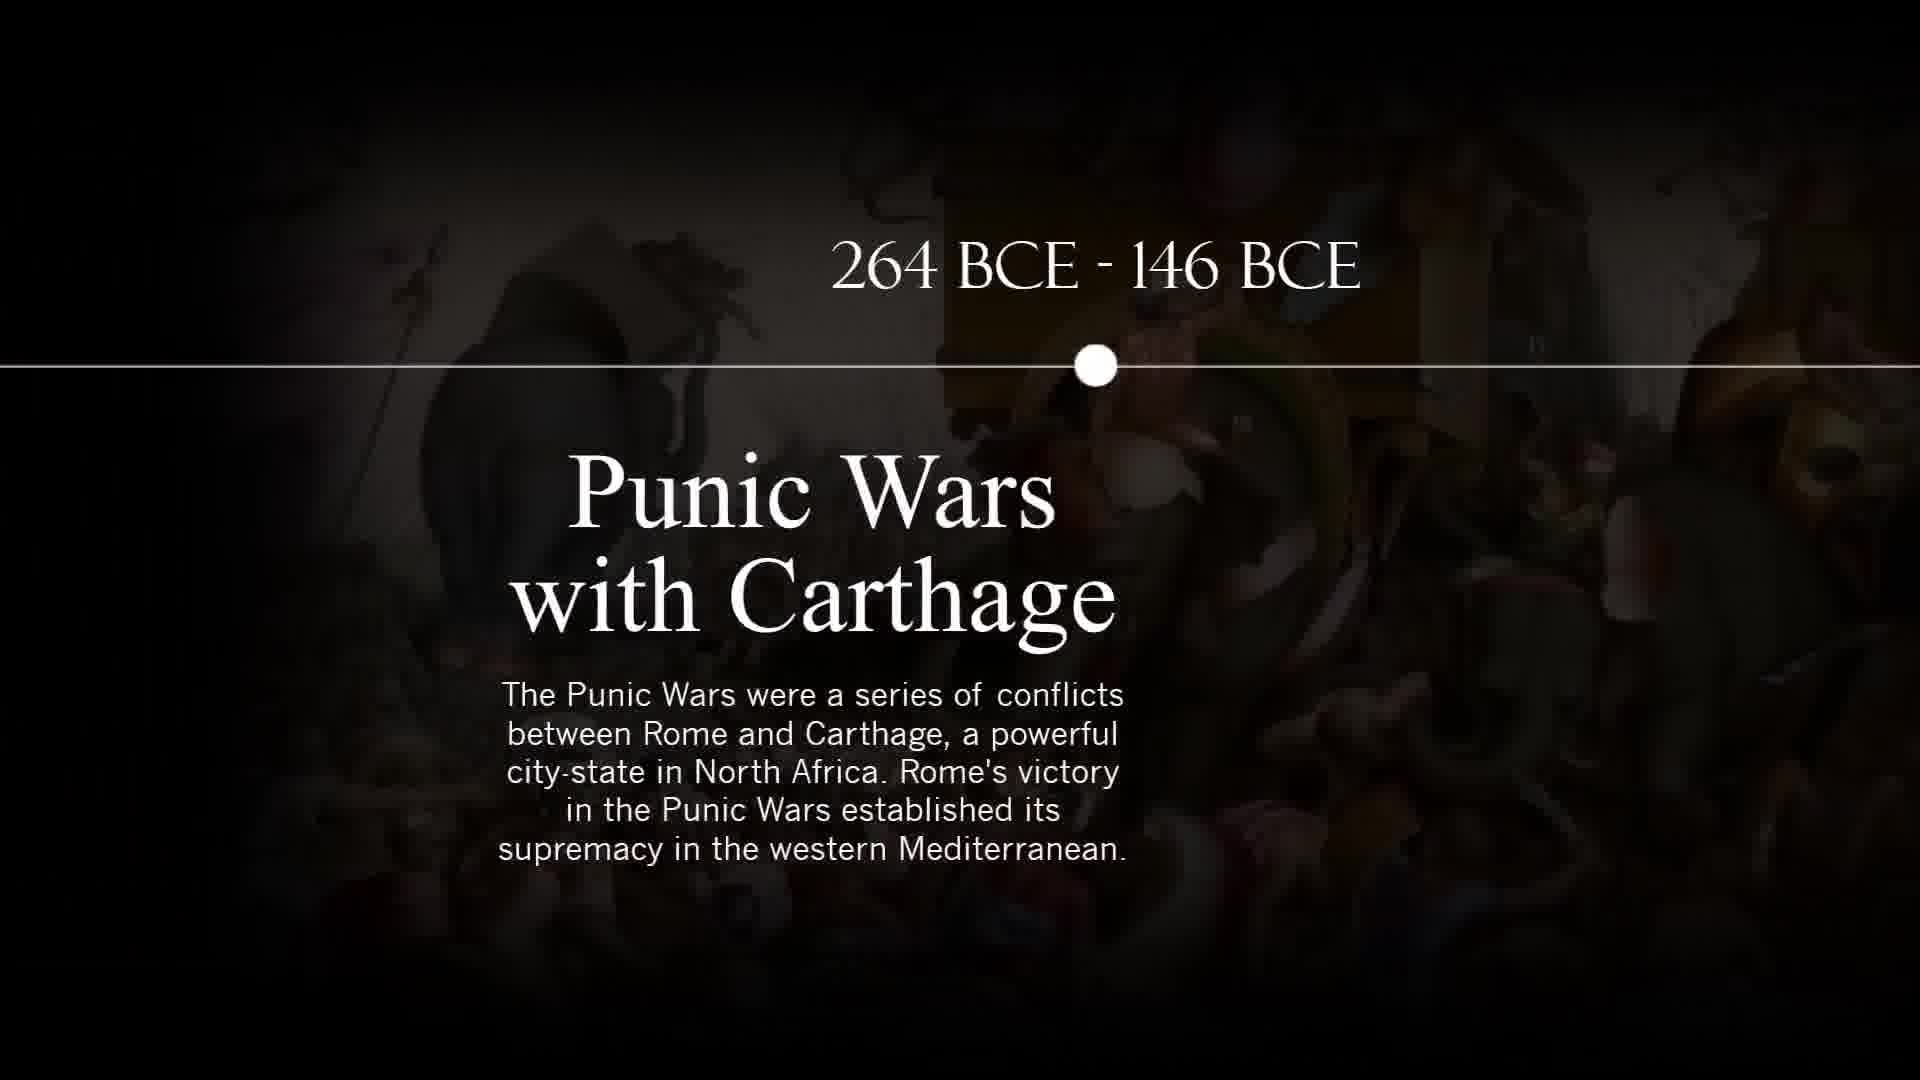 264 BCE - 146 BCE
Punic Wars
with Carthage
The Punic Wars were a series of conflicts
between Rome and Carthage, a powerful
city-state in North Africa. Rome's victory
in the Punic Wars established its
supremacy in the western Mediterranean.